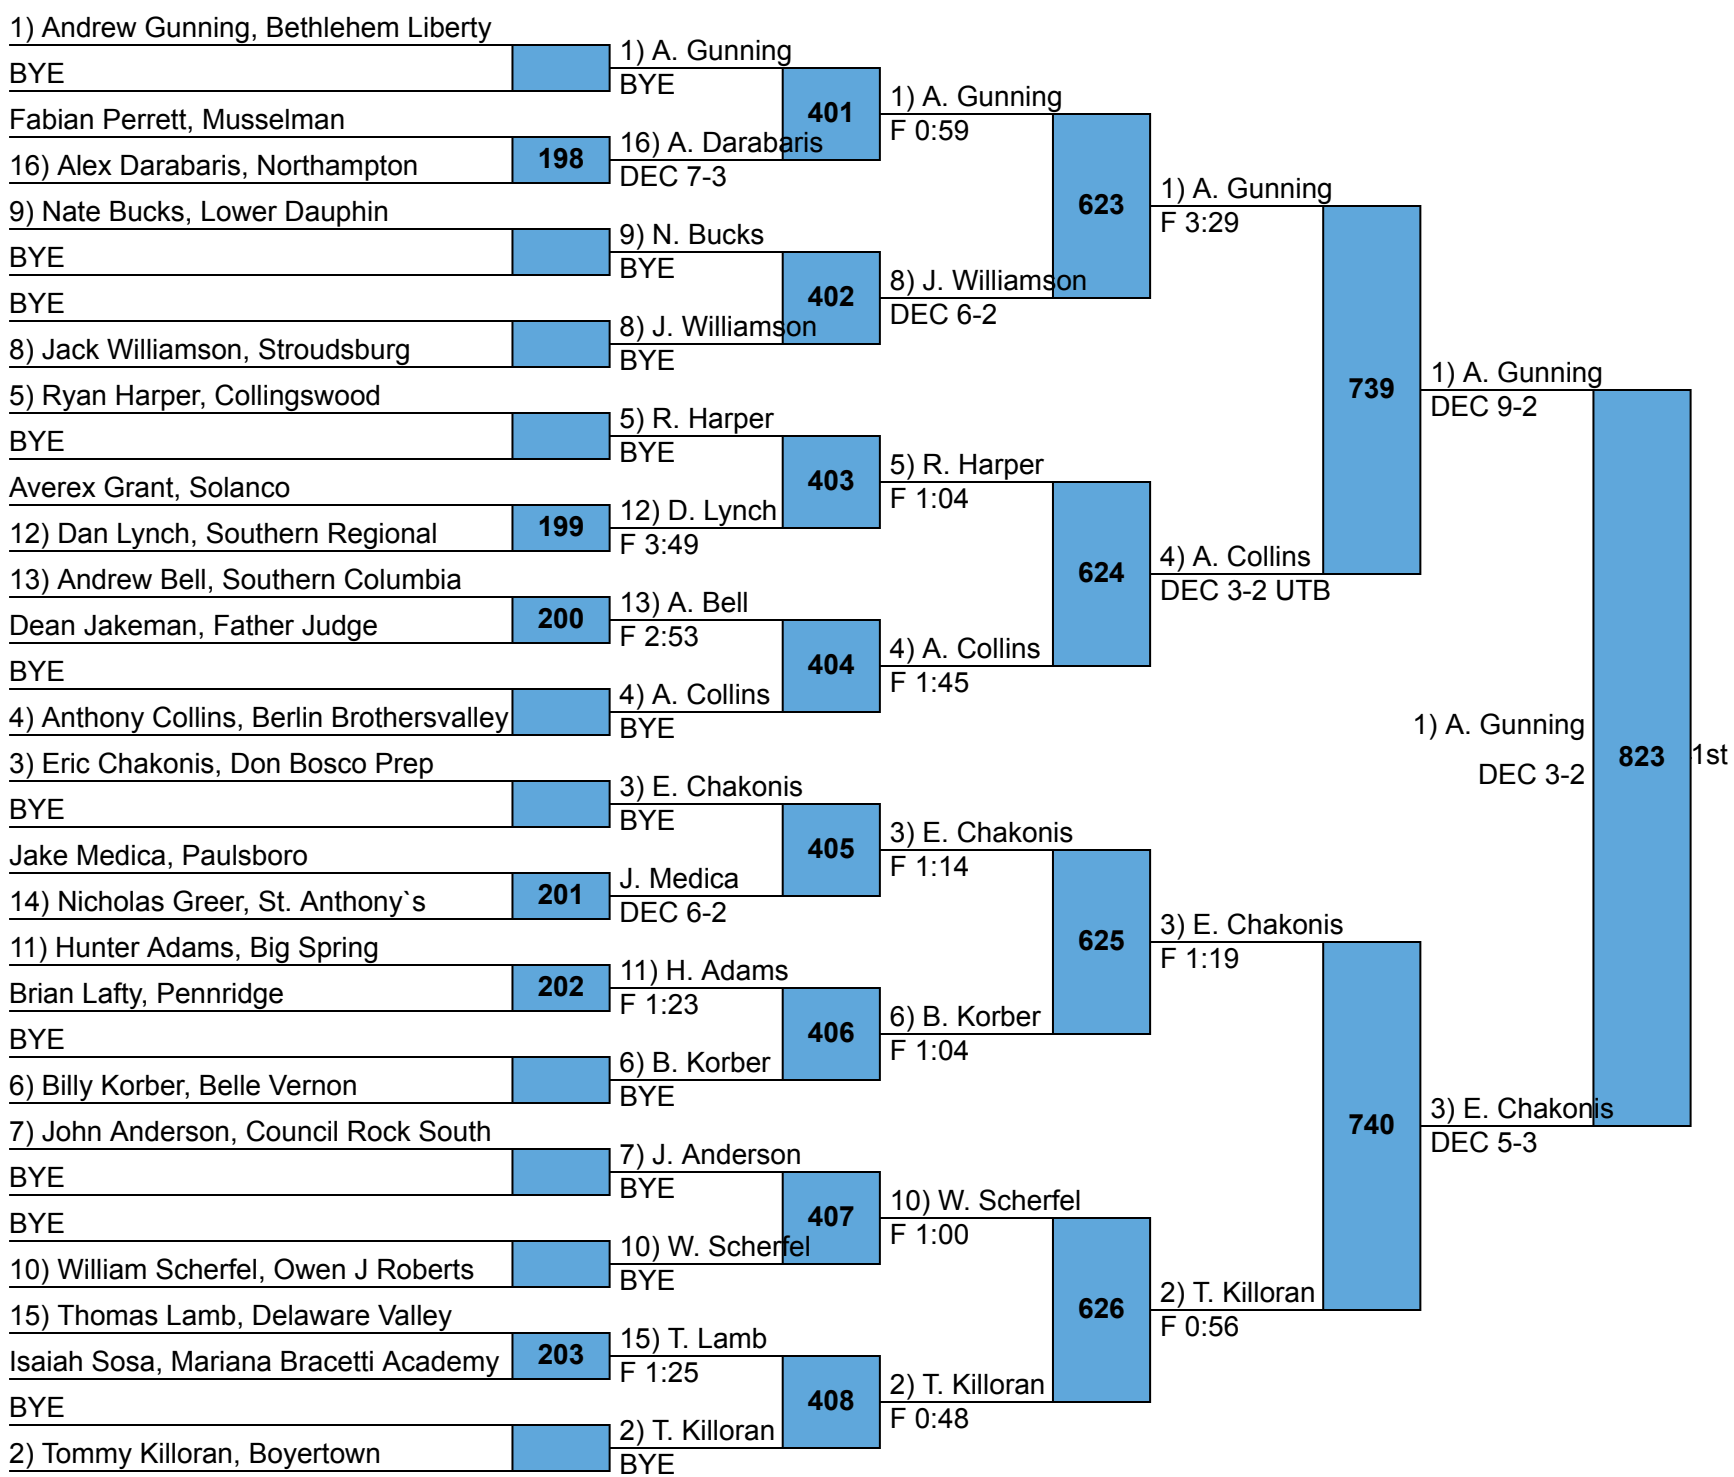 1) Andrew Gunning, Bethlehem Liberty
BYE
Fabian Perrett, Musselman
198
16) Alex Darabaris, Northampton
9) Nate Bucks, Lower Dauphin
BYE
BYE
8) Jack Williamson, Stroudsburg
5) Ryan Harper, Collingswood
BYE
Averex Grant, Solanco
199
12) Dan Lynch, Southern Regional
13) Andrew Bell, Southern Columbia
200
Dean Jakeman, Father Judge
BYE
4) Anthony Collins, Berlin Brothersvalley
3) Eric Chakonis, Don Bosco Prep
BYE
Jake Medica, Paulsboro
201
14) Nicholas Greer, St. Anthony`s
11) Hunter Adams, Big Spring
202
Brian Lafty, Pennridge
BYE
6) Billy Korber, Belle Vernon
7) John Anderson, Council Rock South
BYE
BYE
10) William Scherfel, Owen J Roberts
15) Thomas Lamb, Delaware Valley
203
Isaiah Sosa, Mariana Bracetti Academy
BYE
2) Tommy Killoran, Boyertown
1) A. Gunning
BYE
401
16) A. Darabaris
DEC 7-3
9) N. Bucks
BYE
402
8) J. Williamson
BYE
5) R. Harper
BYE
403
12) D. Lynch
F 3:49
13) A. Bell
F 2:53
404
4) A. Collins
BYE
3) E. Chakonis
BYE
405
J. Medica
DEC 6-2
11) H. Adams
F 1:23
406
6) B. Korber
BYE
7) J. Anderson
BYE
407
10) W. Scherfel
BYE
15) T. Lamb
F 1:25
408
2) T. Killoran
BYE
1) A. Gunning
F 0:59
623
8) J. Williamson
DEC 6-2
5) R. Harper
F 1:04
624
4) A. Collins
F 1:45
3) E. Chakonis
F 1:14
625
6) B. Korber
F 1:04
10) W. Scherfel
F 1:00
626
2) T. Killoran
F 0:48
1) A. Gunning
F 3:29
739
4) A. Collins
DEC 3-2 UTB
3) E. Chakonis
F 1:19
740
2) T. Killoran
F 0:56
1) A. Gunning
DEC 9-2
1) A. Gunning
DEC 3-2
823
1st
3) E. Chakonis
DEC 5-3